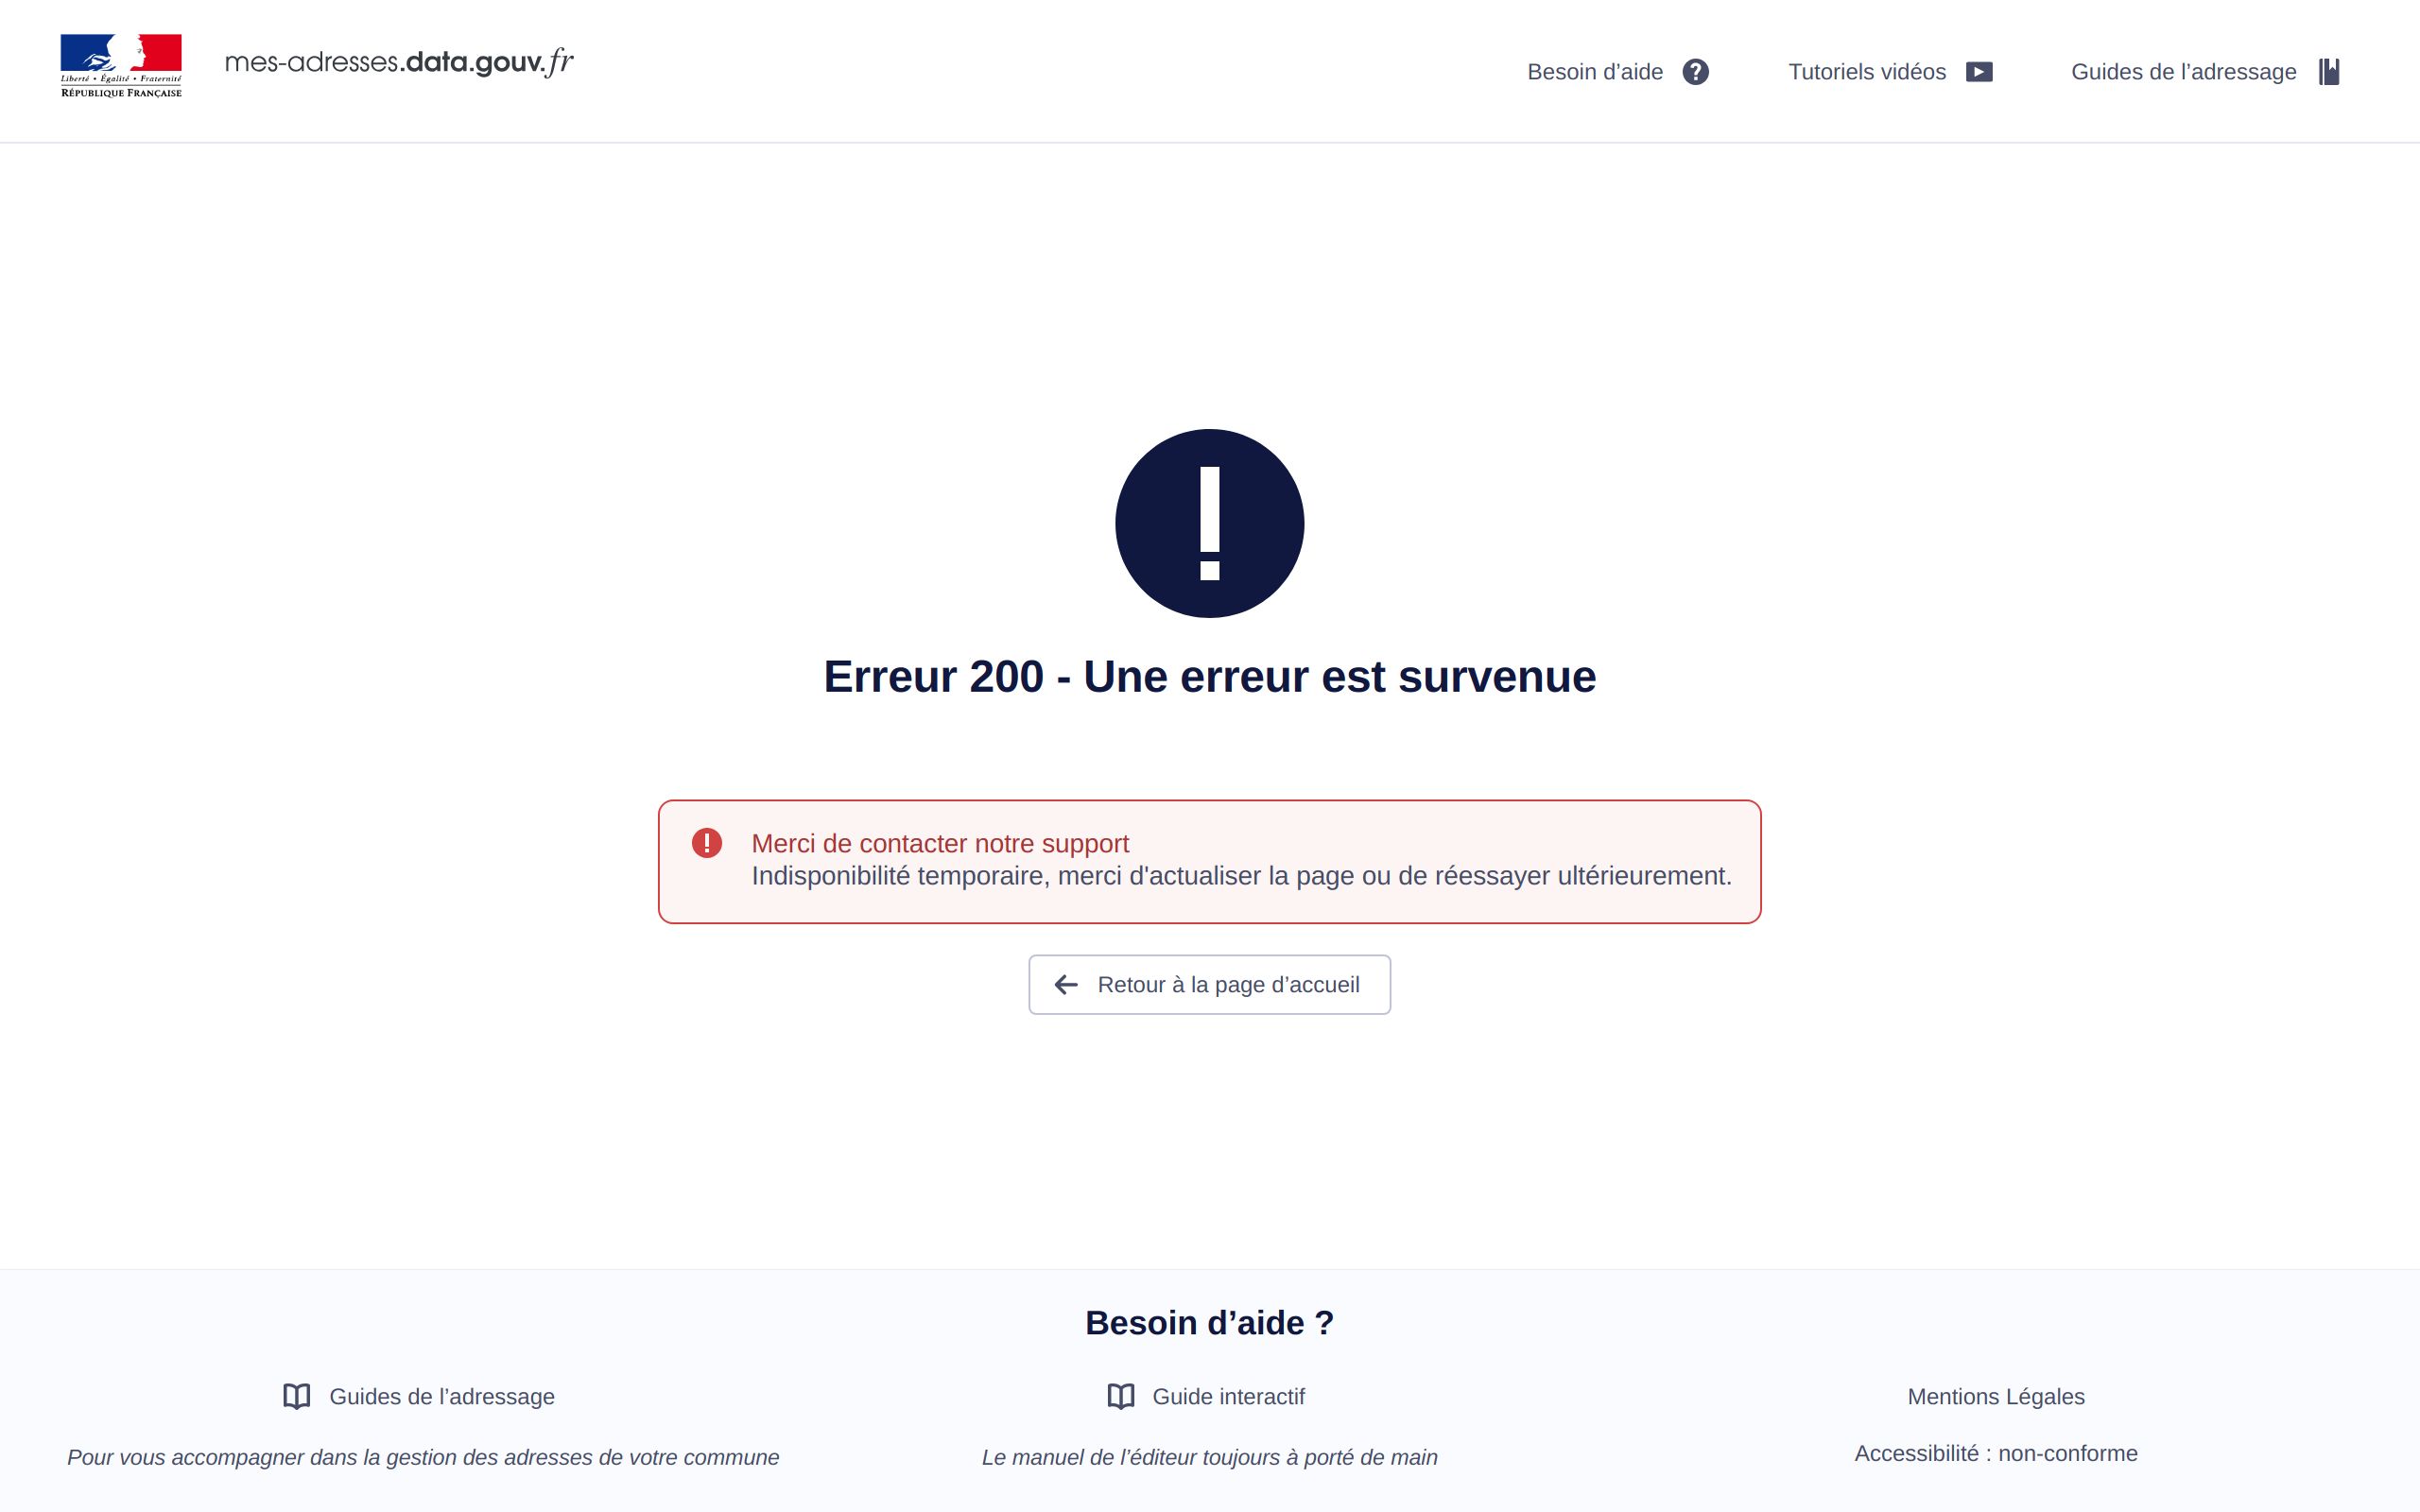 Liberté • Égalité • Fraternité
RÉPUBLIQUE FRANÇAISE
mes-adresses.data.gouv.fr
Besoin d’aide
Tutoriels vidéos
Guides de l’adressage
Erreur 200 - Une erreur est survenue
Merci de contacter notre support
Indisponibilité temporaire, merci d'actualiser la page ou de réessayer ultérieurement.
Retour à la page d’accueil
Besoin d’aide ?
Guides de l’adressage
Pour vous accompagner dans la gestion des adresses de votre commune
Guide interactif
Le manuel de l’éditeur toujours à porté de main
Mentions Légales
Accessibilité : non-conforme